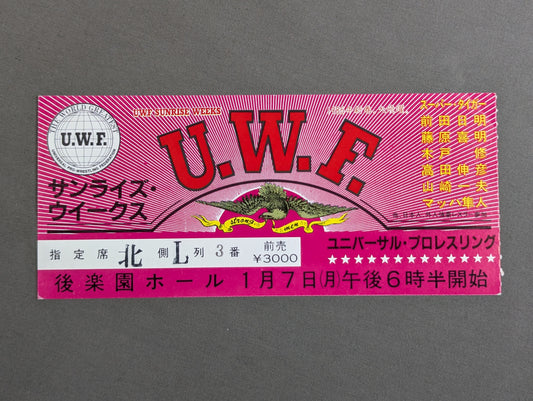 THE WORLD GREATEST
U.W.F.
UWF SUNRISE WEEKS
U.W.F.
サンライズ・
ウイークス
STRONG MEN
スーパー・タイガー
前田日明
藤原喜明
木戸 修
高田伸彦
山崎一夫
マッハ隼人
指定席 北 側 L 列 3 番 前売 ¥3000
ユニバーサル・プロレスリング
後楽園ホール 1月7日(月)午後6時半開始